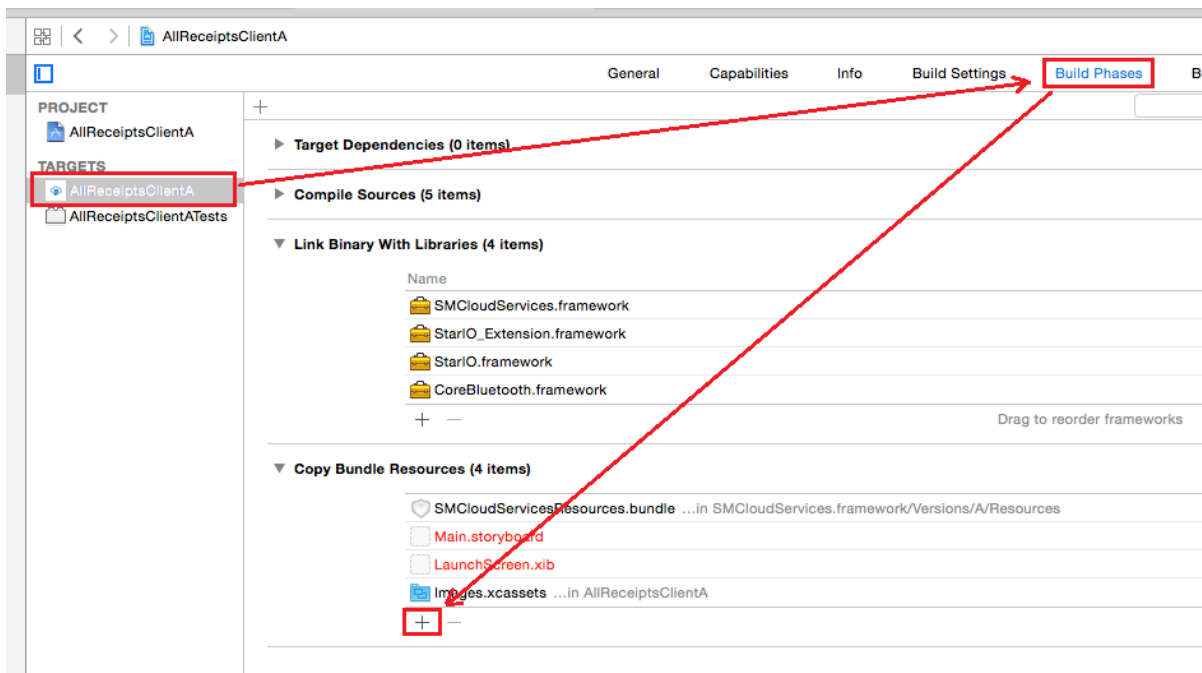 AllReceiptsClientA
General Capabilities Info Build Settings Build Phases B
PROJECT
AllReceiptsClientA
TARGETS
AllReceiptsClientA
AllReceiptsClientATests
Target Dependencies (0 items)
Compile Sources (5 items)
Link Binary With Libraries (4 items)
Name
SMCloudServices.framework
StarIO_Extension.framework
StarIO.framework
CoreBluetooth.framework
Drag to reorder frameworks
Copy Bundle Resources (4 items)
SMCloudServicesResources.bundle ...in SMCloudServices.framework/Versions/A/Resources
Main.storyboard
LaunchScreen.xib
Images.xcassets ...in AllReceiptsClientA